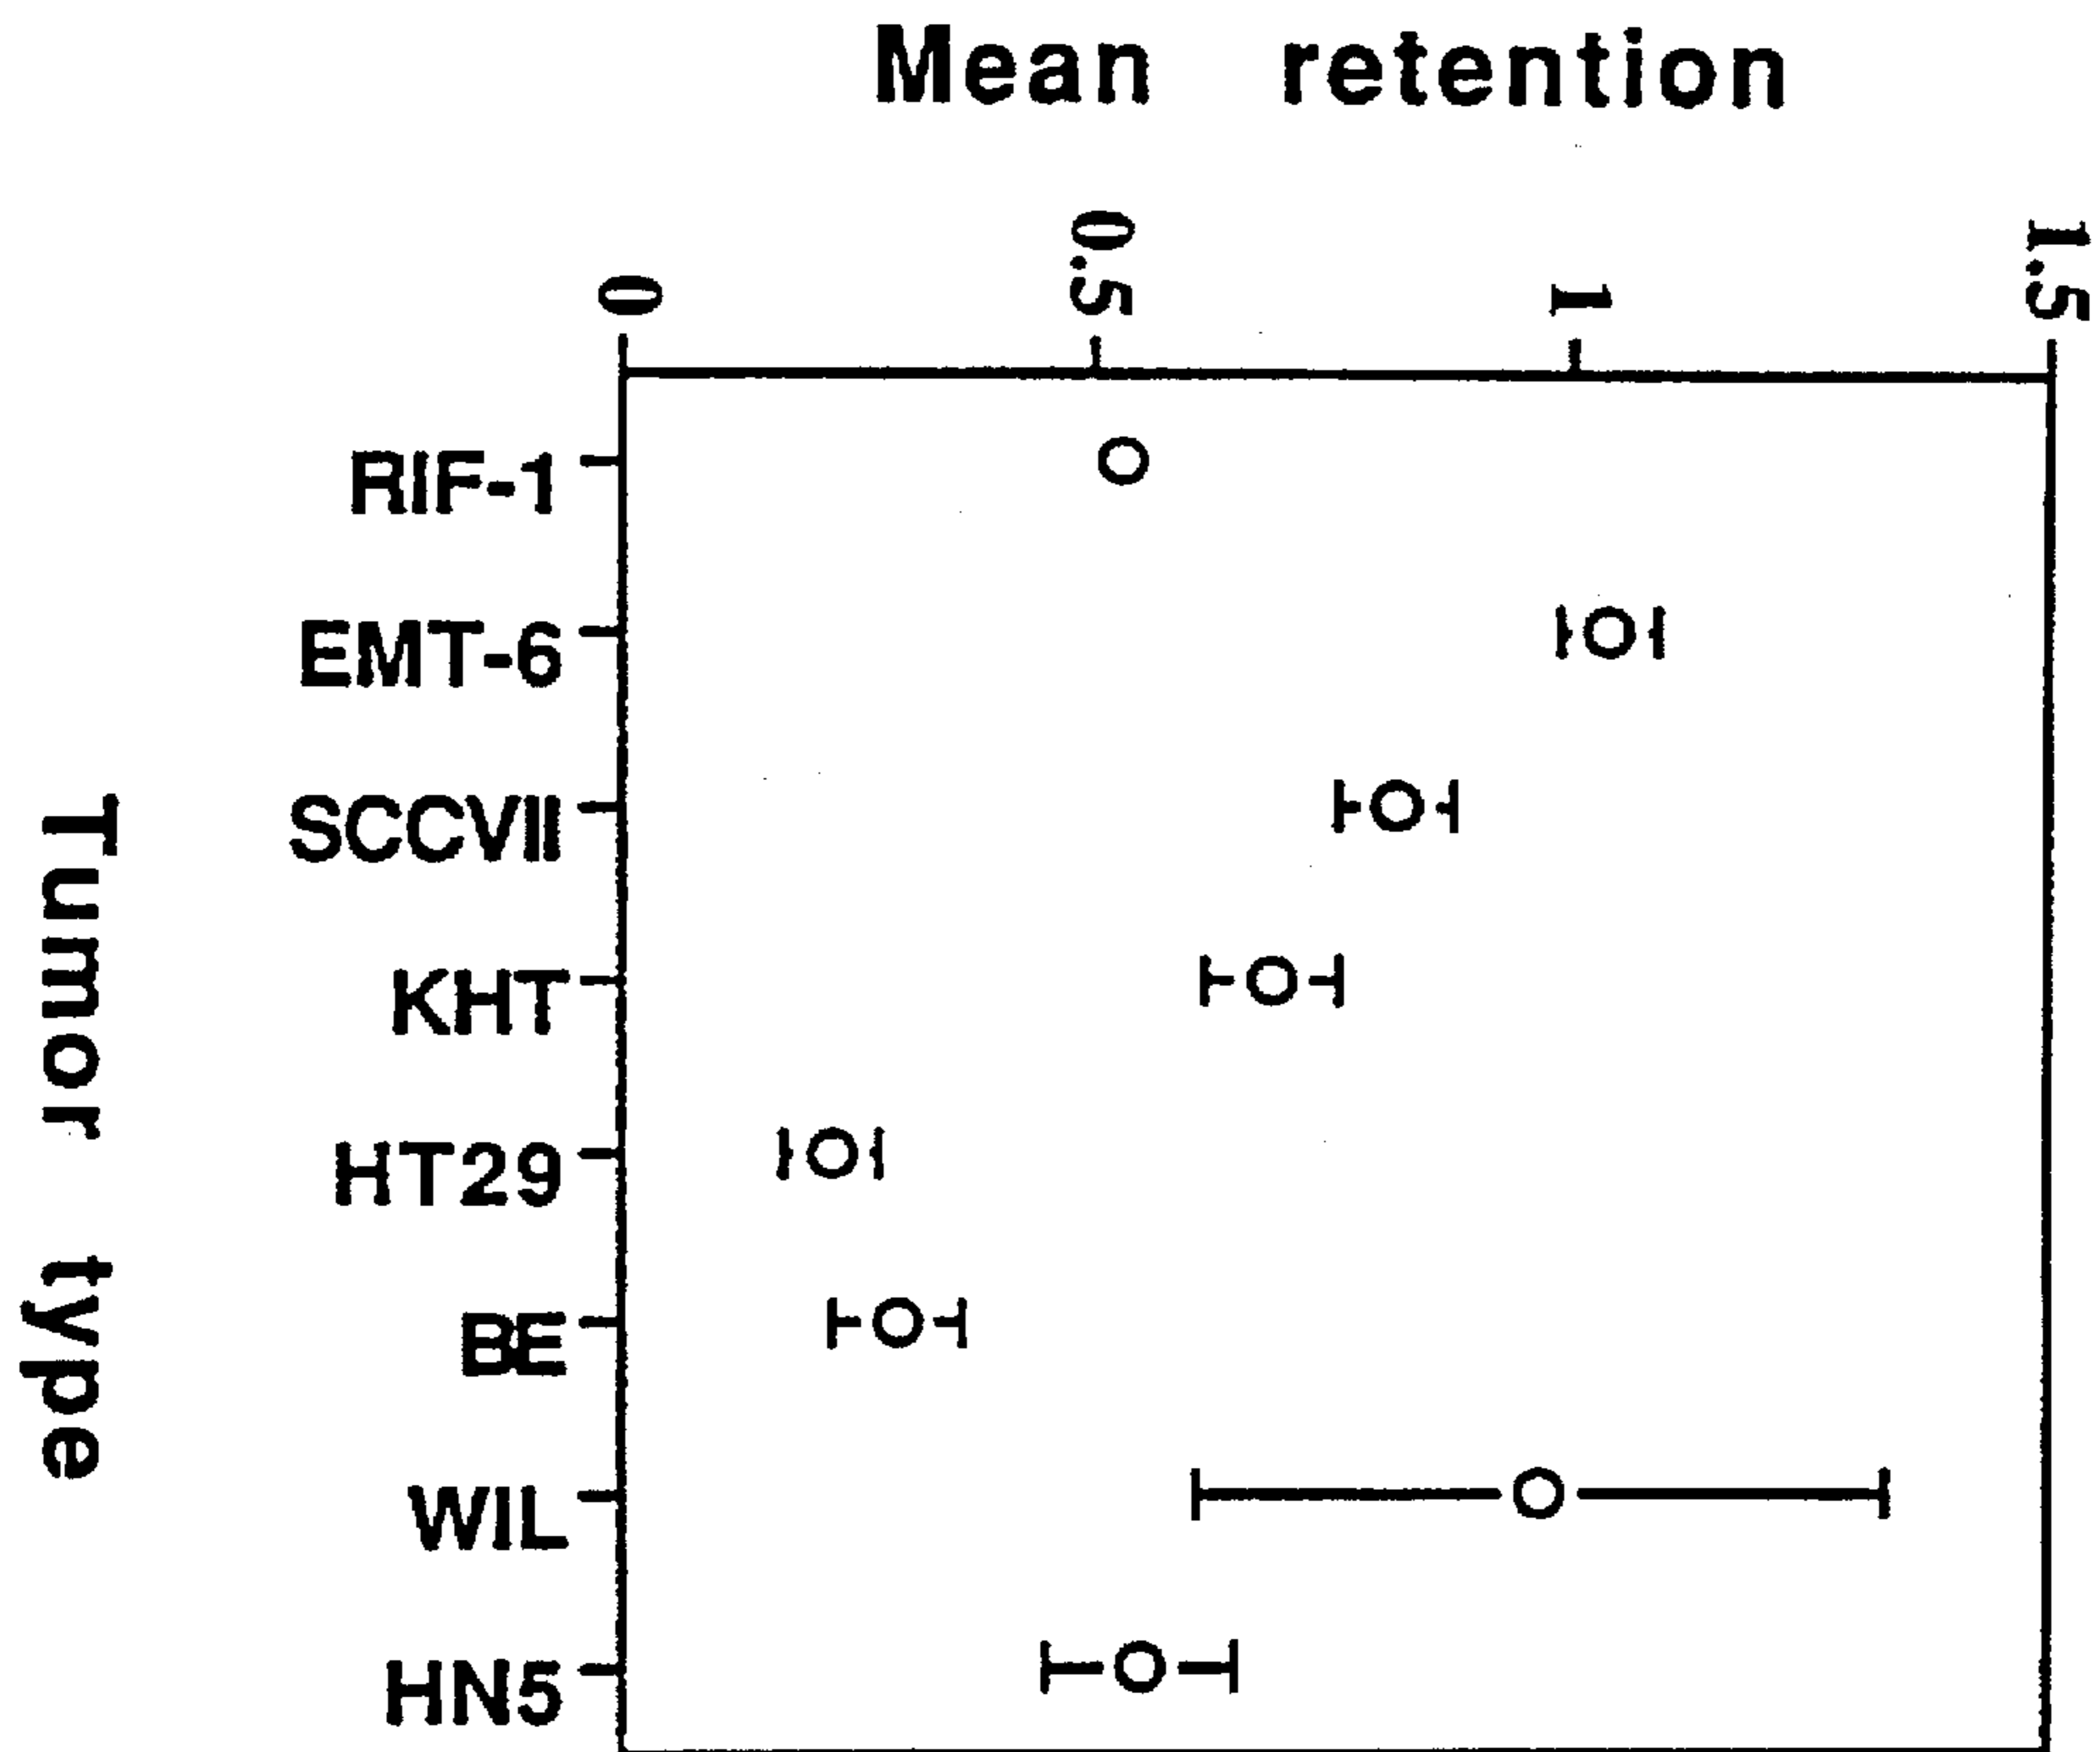 Mean retention
0
0.5
1
1.5
RIF-1
EMT-6
SCCVII
KHT
HT29
BE
WIL
HN5
Tumor type